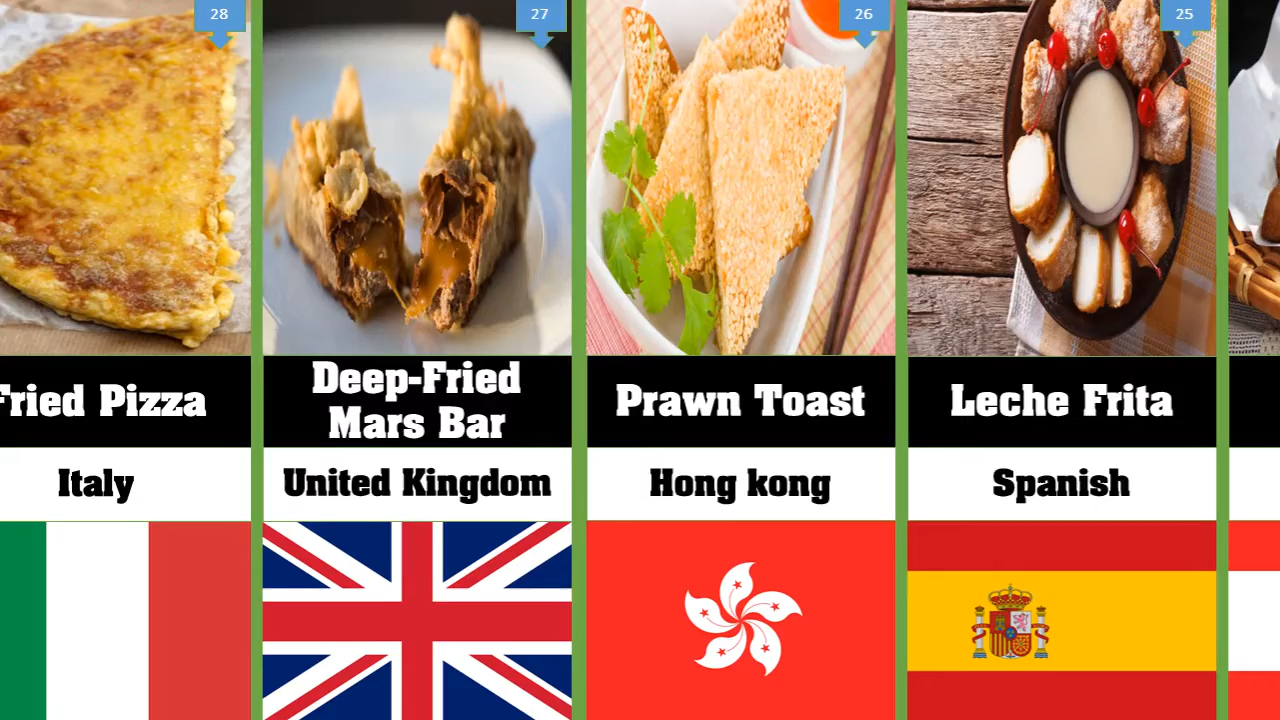 28
27
26
25
Fried Pizza
Deep-Fried
Mars Bar
Prawn Toast
Leche Frita
Italy
United Kingdom
Hong kong
Spanish